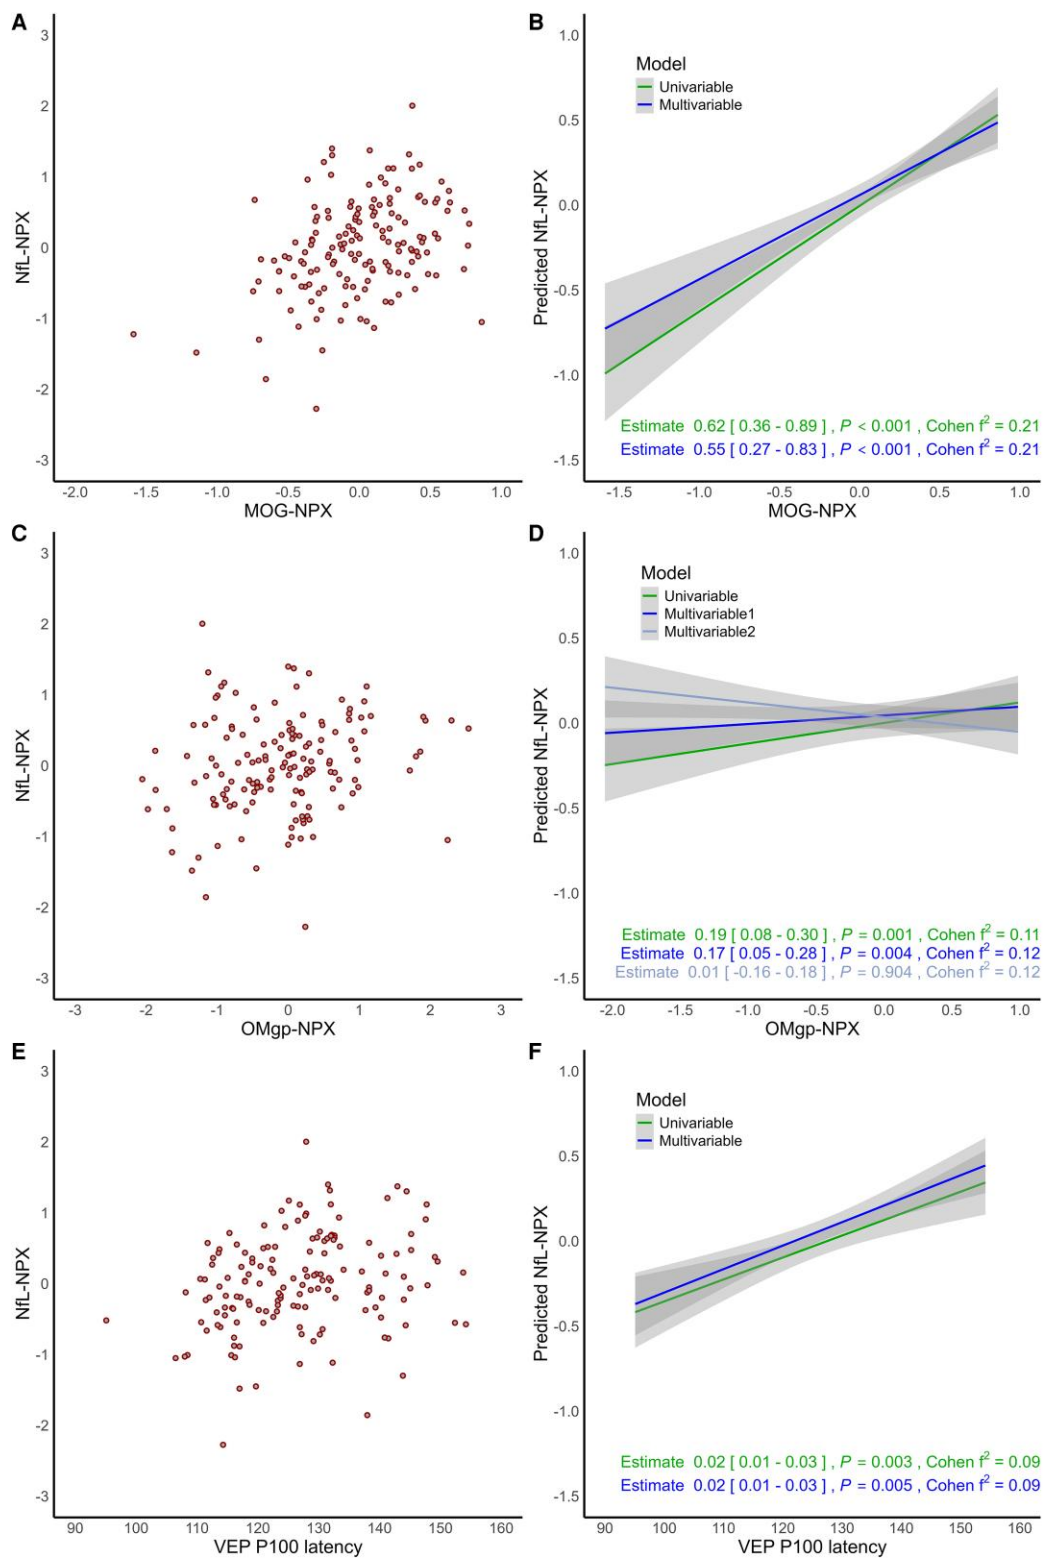 A
3
2
1
0
-1
-2
-3
NfL-NPX
-2.0 -1.5 -1.0 -0.5 0.0 0.5 1.0
MOG-NPX
B
1.0
0.5
0.0
-0.5
-1.0
-1.5
Predicted NfL-NPX
Model
Univariable
Multivariable
Estimate 0.62 [ 0.36 - 0.89 ] , P < 0.001 , Cohen f² = 0.21
Estimate 0.55 [ 0.27 - 0.83 ] , P < 0.001 , Cohen f² = 0.21
-1.5 -1.0 -0.5 0.0 0.5 1.0
MOG-NPX
C
3
2
1
0
-1
-2
-3
NfL-NPX
-3 -2 -1 0 1 2 3
OMgp-NPX
D
1.0
0.5
0.0
-0.5
-1.0
-1.5
Predicted NfL-NPX
Model
Univariable
Multivariable1
Multivariable2
Estimate 0.19 [ 0.08 - 0.30 ] , P = 0.001 , Cohen f² = 0.11
Estimate 0.17 [ 0.05 - 0.28 ] , P = 0.004 , Cohen f² = 0.12
Estimate 0.01 [ -0.16 - 0.18 ] , P = 0.904 , Cohen f² = 0.12
-2.0 -1.5 -1.0 -0.5 0.0 0.5 1.0
OMgp-NPX
E
3
2
1
0
-1
-2
-3
NfL-NPX
90 100 110 120 130 140 150 160
VEP P100 latency
F
1.0
0.5
0.0
-0.5
-1.0
-1.5
Predicted NfL-NPX
Model
Univariable
Multivariable
Estimate 0.02 [ 0.01 - 0.03 ] , P = 0.003 , Cohen f² = 0.09
Estimate 0.02 [ 0.01 - 0.03 ] , P = 0.005 , Cohen f² = 0.09
90 100 110 120 130 140 150 160
VEP P100 latency